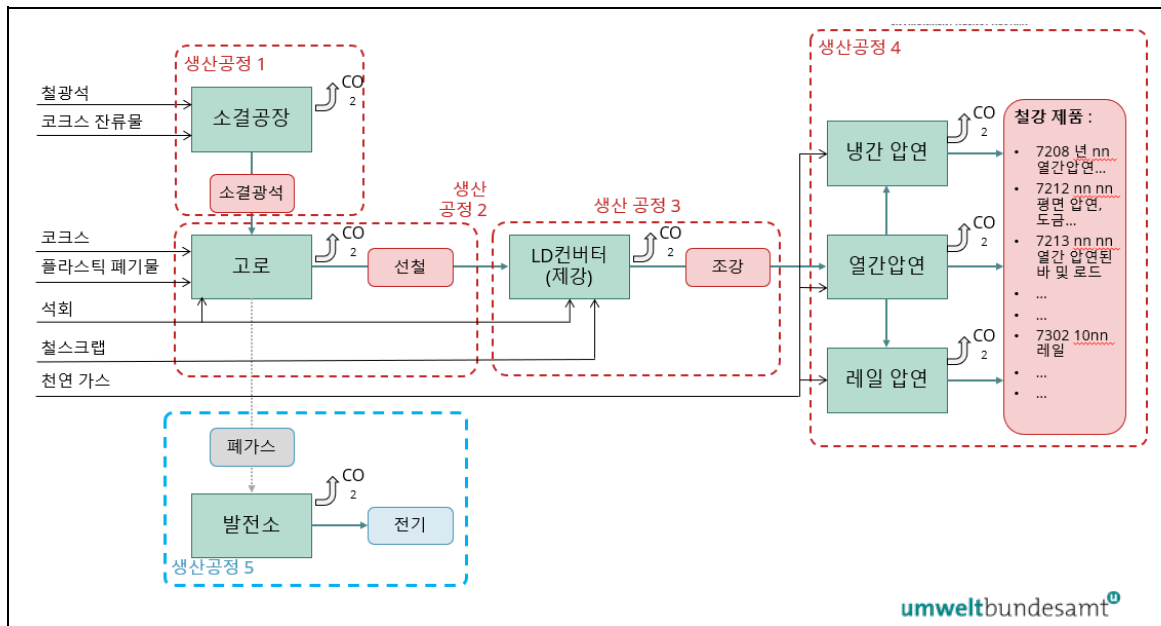 생산공정 1
철광석
코크스 잔류물
소결공장
CO
2
소결광석
생산
공정 2
코크스
플라스틱 폐기물
고로
CO
2
선철
석회
철스크랩
천연 가스
생산 공정 3
LD컨버터
(제강)
CO
2
조강
생산공정 4
냉간 압연
CO
2
열간압연
CO
2
레일 압연
CO
2
철강 제품 :
• 7208 년 nn
열간압연...
• 7212 nn nn
평면 압연,
도금...
• 7213 nn nn
열간 압연된
바 및 로드
• ...
• ...
• 7302 10nn
레일
• ...
• ...
폐가스
발전소
CO
2
전기
생산공정 5
umweltbundesamt
u